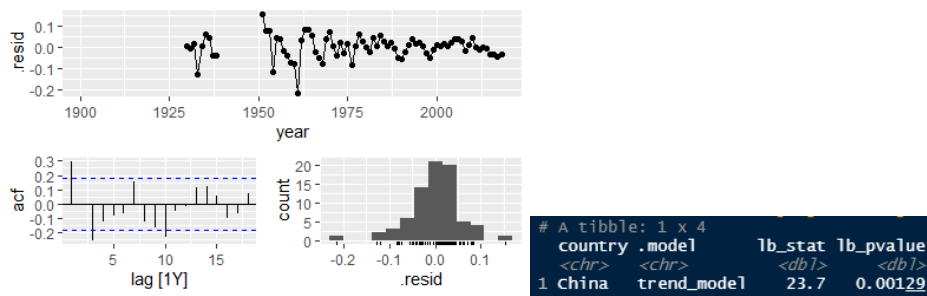 .resid
0.1
0.0
-0.1
-0.2
1900 1925 1950 1975 2000
year
acf
0.3
0.2
0.1
0.0
-0.1
-0.2
5 10 15
lag [1Y]
count
20
15
10
5
0
-0.2 -0.1 0.0 0.1
.resid
# A tibble: 1 x 4
country .model lb_stat lb_pvalue
<chr> <chr> <dbl> <dbl>
1 China trend_model 23.7 0.00129